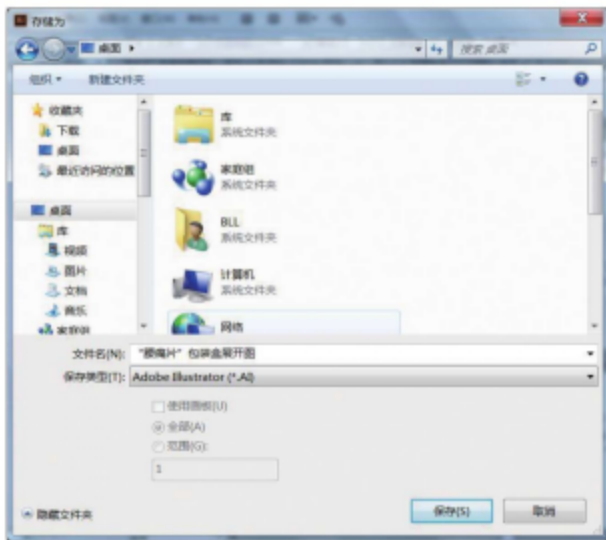 存储为
桌面
搜索 桌面
组织 新建文件夹
收藏夹
下载
桌面
最近访问的位置
桌面
库
视频
图片
文档
音乐
家庭组
库
系统文件夹
家庭组
系统文件夹
BLL
系统文件夹
计算机
系统文件夹
网络
文件名(N): "腰痛片" 包装盒展开图
保存类型(T): Adobe Illustrator (*.AI)
使用画板(U)
全部(A)
范围(G):
1
隐藏文件夹 保存(S) 取消